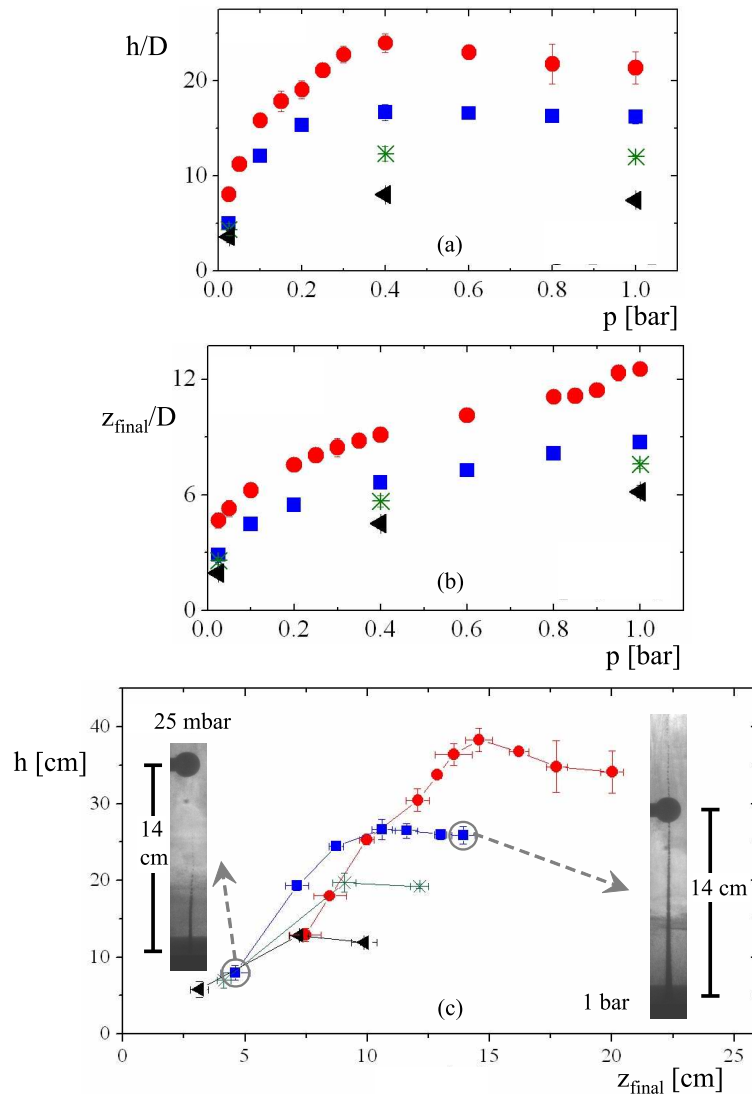 h/D
20
10
0
0.0 0.2 0.4 0.6 0.8 1.0
p [bar]
(a)
z_final/D
12
6
0
0.0 0.2 0.4 0.6 0.8 1.0
p [bar]
(b)
h [cm]
40
30
20
10
0
0 5 10 15 20 25
z_final [cm]
25 mbar
14
cm
14 cm
1 bar
(c)